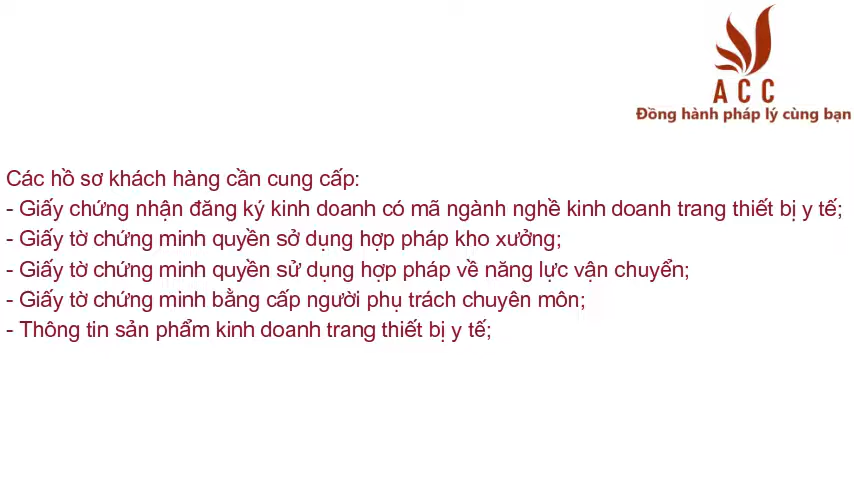 ACC
Đồng hành pháp lý cùng bạn
Các hồ sơ khách hàng cần cung cấp:
- Giấy chứng nhận đăng ký kinh doanh có mã ngành nghề kinh doanh trang thiết bị y tế;
- Giấy tờ chứng minh quyền sở dụng hợp pháp kho xưởng;
- Giấy tờ chứng minh quyền sử dụng hợp pháp về năng lực vận chuyển;
- Giấy tờ chứng minh bằng cấp người phụ trách chuyên môn;
- Thông tin sản phẩm kinh doanh trang thiết bị y tế;